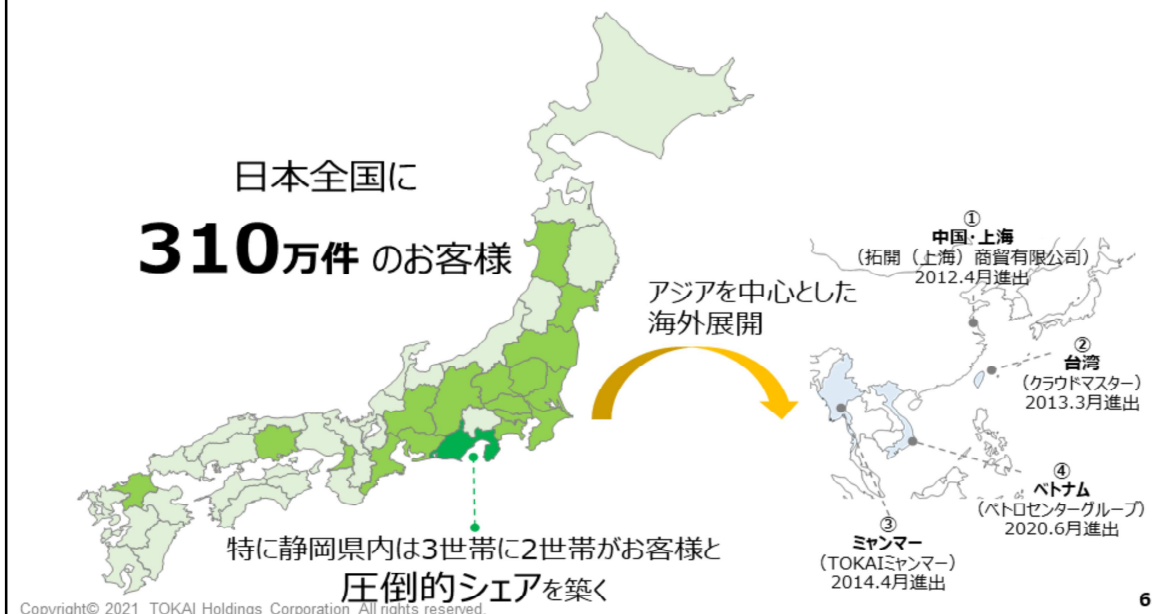 日本全国に
310万件 のお客様
アジアを中心とした
海外展開
①
中国・上海
（拓開（上海）商貿有限公司）
2012.4月進出
②
台湾
（クラウドマスター）
2013.3月進出
④
ベトナム
（ペトロセンターグループ）
2020.6月進出
③
ミャンマー
（TOKAIミャンマー）
2014.4月進出
特に静岡県内は3世帯に2世帯がお客様と
圧倒的シェアを築く
Copyright© 2021 TOKAI Holdings Corporation All rights reserved.
6